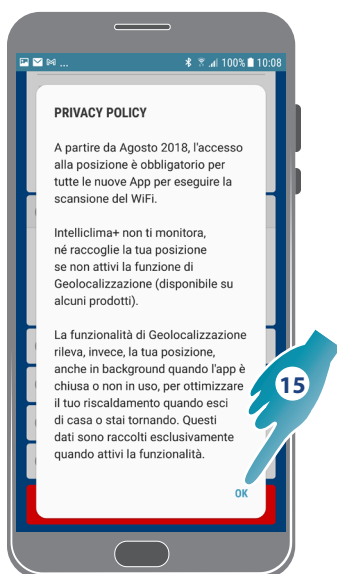 ... 100% 10:08
PRIVACY POLICY
A partire da Agosto 2018, l'accesso
alla posizione è obbligatorio per
tutte le nuove App per eseguire la
scansione del WiFi.
Intelliclima+ non ti monitora,
né raccoglie la tua posizione
se non attivi la funzione di
Geolocalizzazione (disponibile su
alcuni prodotti).
La funzionalità di Geolocalizzazione
rileva, invece, la tua posizione,
anche in background quando l'app è
chiusa o non in uso, per ottimizzare
il tuo riscaldamento quando esci
di casa o stai tornando. Questi
dati sono raccolti esclusivamente
quando attivi la funzionalità.
15
OK